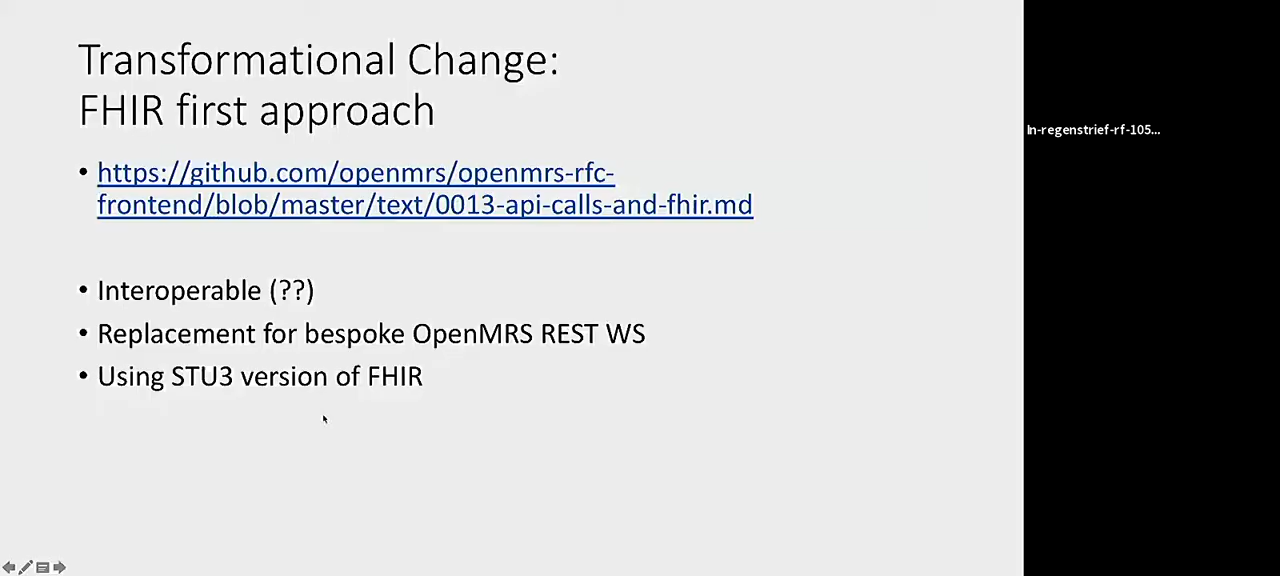 Transformational Change:
FHIR first approach
• https://github.com/openmrs/openmrs-rfc-
frontend/blob/master/text/0013-api-calls-and-fhir.md
• Interoperable (??)
• Replacement for bespoke OpenMRS REST WS
• Using STU3 version of FHIR
In-regenstrief-rf-105...